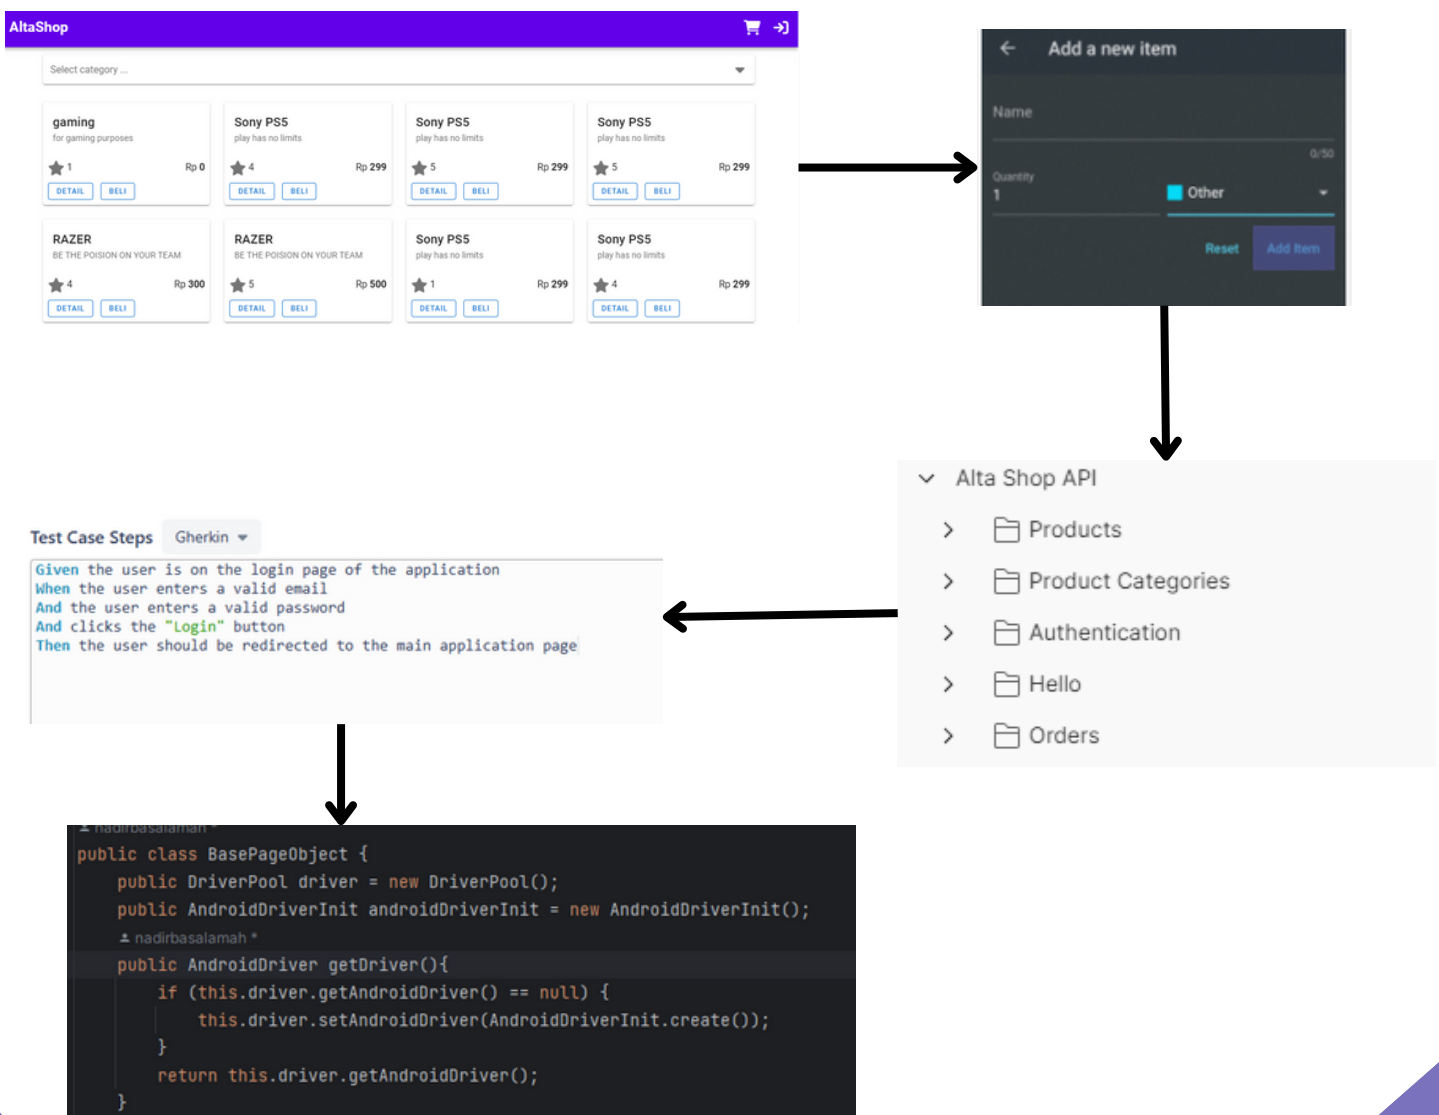 AltaShop
Select category ...
gaming
for gaming purposes
1
Rp 0
DETAIL
BELI
Sony PS5
play has no limits
4
Rp 299
DETAIL
BELI
Sony PS5
play has no limits
5
Rp 299
DETAIL
BELI
Sony PS5
play has no limits
5
Rp 299
DETAIL
BELI
RAZER
BE THE POISION ON YOUR TEAM
4
Rp 300
DETAIL
BELI
RAZER
BE THE POISION ON YOUR TEAM
5
Rp 500
DETAIL
BELI
Sony PS5
play has no limits
1
Rp 299
DETAIL
BELI
Sony PS5
play has no limits
4
Rp 299
DETAIL
BELI
Add a new item
Name
0/50
Quantity
1
Other
Reset
Add Item
Alta Shop API
Products
Product Categories
Authentication
Hello
Orders
Test Case Steps
Gherkin
Given the user is on the login page of the application
When the user enters a valid email
And the user enters a valid password
And clicks the "Login" button
Then the user should be redirected to the main application page
nadirbasalamah *
public class BasePageObject {
public DriverPool driver = new DriverPool();
public AndroidDriverInit androidDriverInit = new AndroidDriverInit();
nadirbasalamah *
public AndroidDriver getDriver(){
if (this.driver.getAndroidDriver() == null) {
this.driver.setAndroidDriver(AndroidDriverInit.create());
}
return this.driver.getAndroidDriver();
}